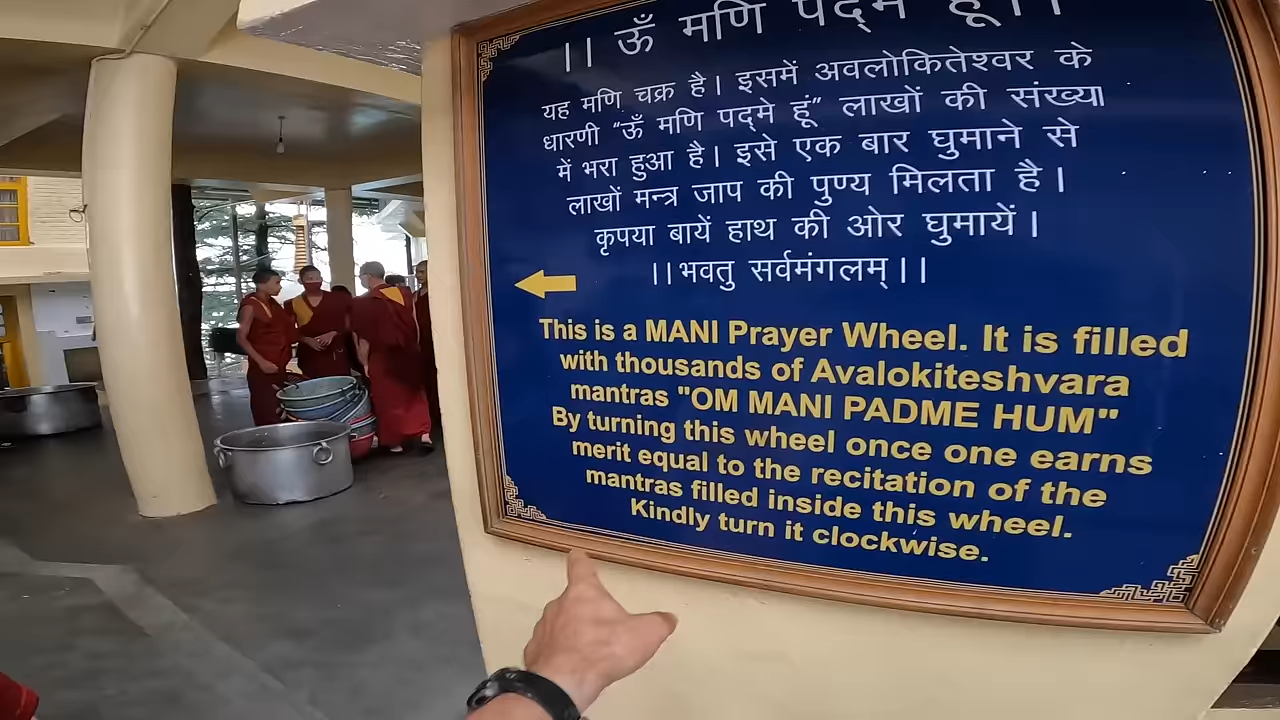 ।। ऊँ मणि पद्मे हूँ ।।
यह मणि चक्र है। इसमें अवलोकितेश्वर के
धारणी "ऊँ मणि पद्मे हूं" लाखों की संख्या
में भरा हुआ है। इसे एक बार घुमाने से
लाखों मन्त्र जाप की पुण्य मिलता है।
कृपया बायें हाथ की ओर घुमायें।
।।भवतु सर्वमंगलम्।।
This is a MANI Prayer Wheel. It is filled
with thousands of Avalokiteshvara
mantras "OM MANI PADME HUM"
By turning this wheel once one earns
merit equal to the recitation of the
mantras filled inside this wheel.
Kindly turn it clockwise.